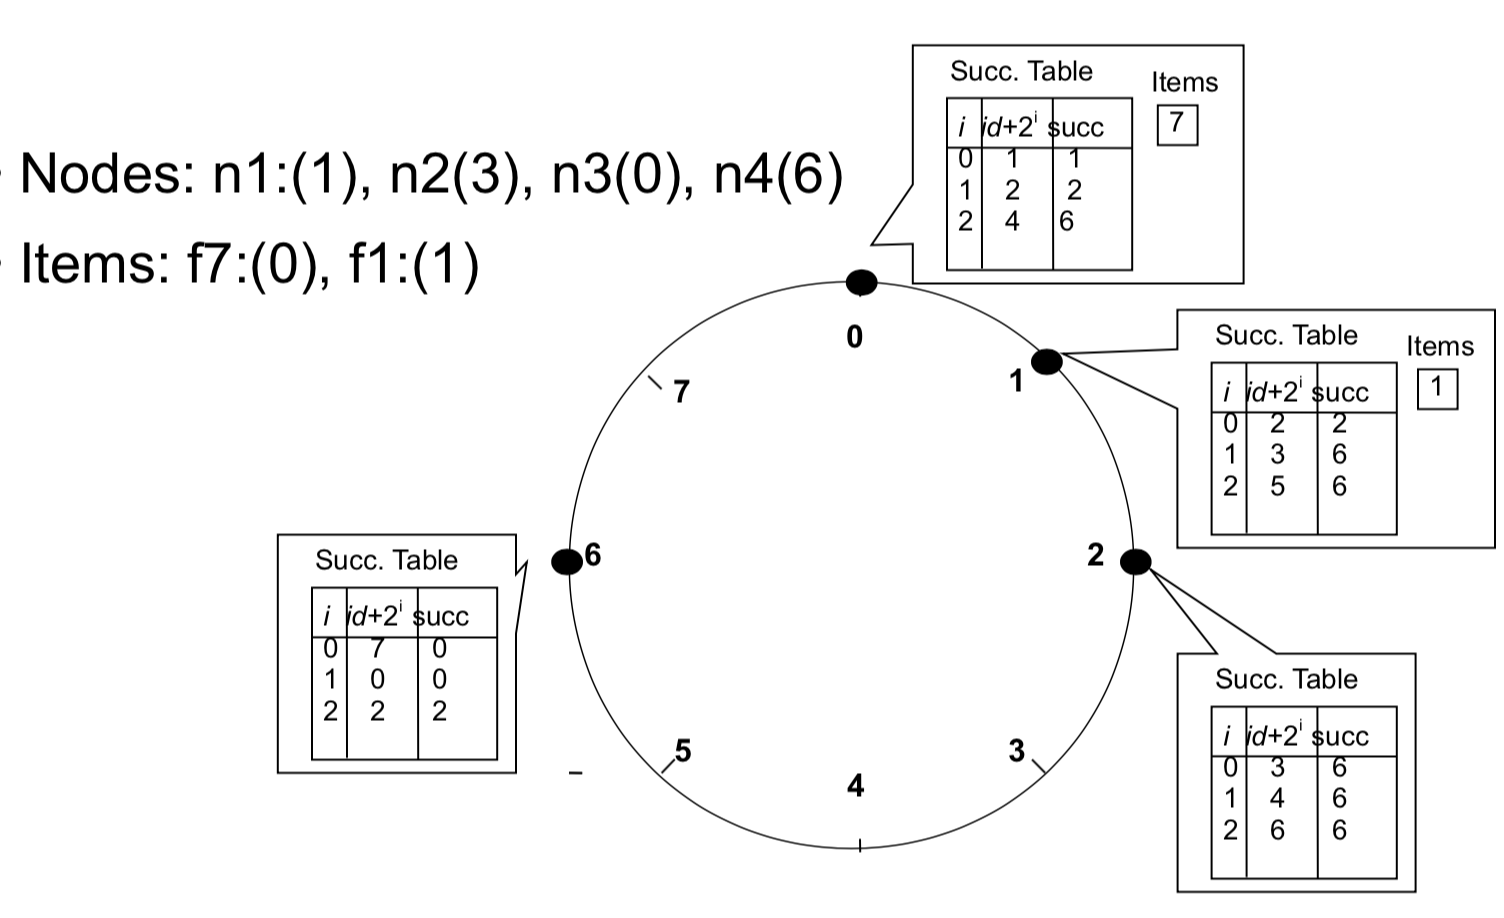 Nodes: n1:(1), n2(3), n3(0), n4(6)
Items: f7:(0), f1:(1)
Succ. Table
Items
7
i id+2^i succ
0 1 1
1 2 2
2 4 6
Succ. Table
Items
1
i id+2^i succ
0 2 2
1 3 6
2 5 6
Succ. Table
i id+2^i succ
0 7 0
1 0 0
2 2 2
Succ. Table
i id+2^i succ
0 3 6
1 4 6
2 6 6
0
1
2
3
4
5
6
7